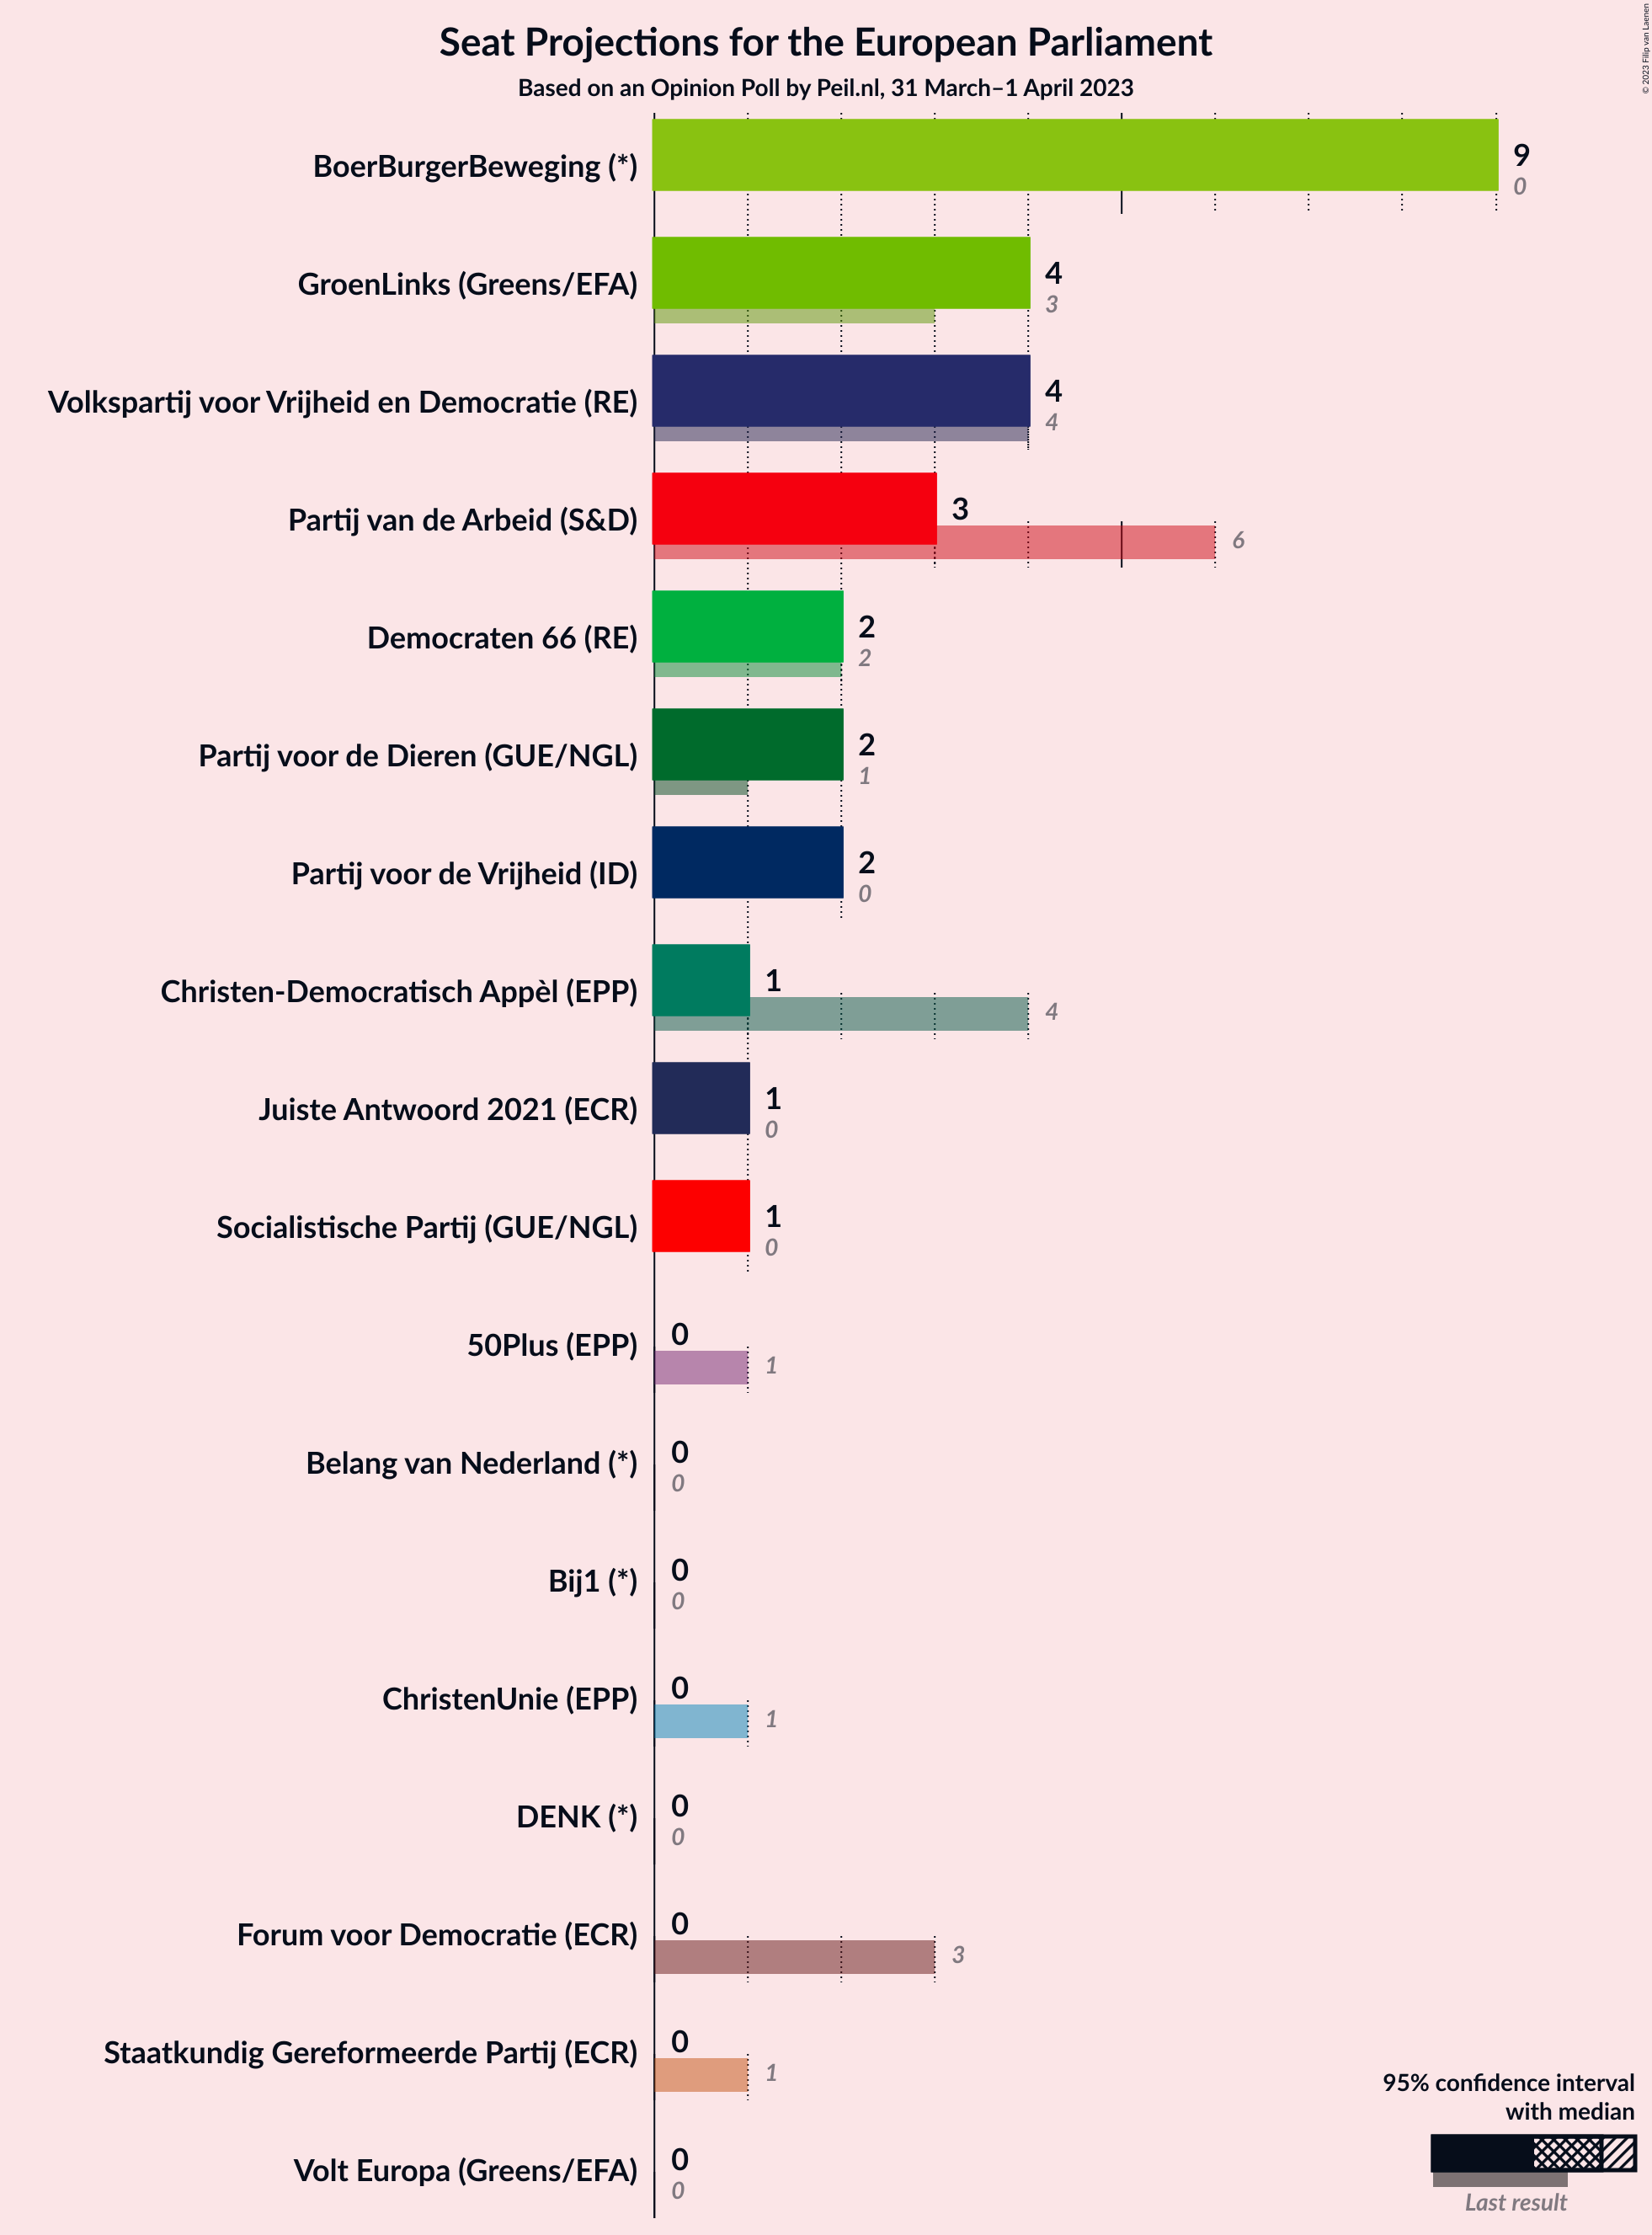 Seat Projections for the European Parliament
Based on an Opinion Poll by Peil.nl, 31 March–1 April 2023
© 2023 Filip van Laenen
BoerBurgerBeweging (*)
9
0
GroenLinks (Greens/EFA)
4
3
Volkspartij voor Vrijheid en Democratie (RE)
4
4
Partij van de Arbeid (S&D)
3
6
Democraten 66 (RE)
2
2
Partij voor de Dieren (GUE/NGL)
2
1
Partij voor de Vrijheid (ID)
2
0
Christen-Democratisch Appèl (EPP)
1
4
Juiste Antwoord 2021 (ECR)
1
0
Socialistische Partij (GUE/NGL)
1
0
50Plus (EPP)
0
1
Belang van Nederland (*)
0
0
Bij1 (*)
0
0
ChristenUnie (EPP)
0
1
DENK (*)
0
0
Forum voor Democratie (ECR)
0
3
Staatkundig Gereformeerde Partij (ECR)
0
1
Volt Europa (Greens/EFA)
0
0
95% confidence interval
with median
Last result